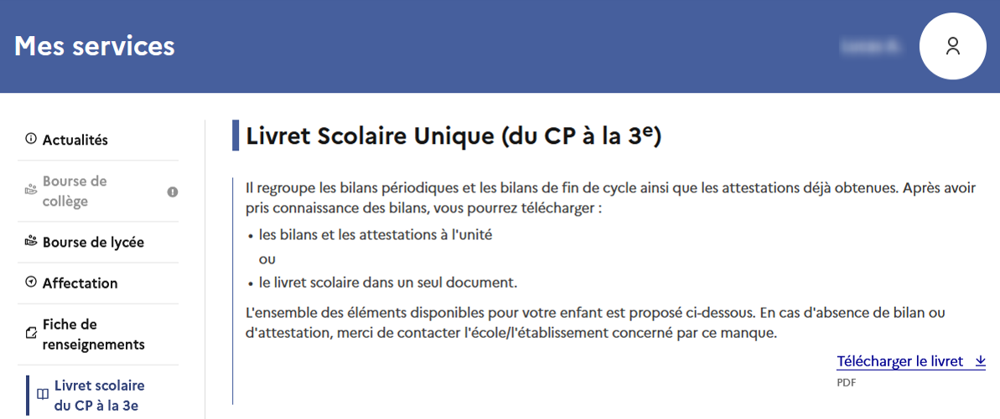 Mes services
Actualités
Bourse de
collège
Bourse de lycée
Affectation
Fiche de
renseignements
Livret scolaire
du CP à la 3e
Livret Scolaire Unique (du CP à la 3e)
Il regroupe les bilans périodiques et les bilans de fin de cycle ainsi que les attestations déjà obtenues. Après avoir
pris connaissance des bilans, vous pourrez télécharger :
• les bilans et les attestations à l'unité
ou
• le livret scolaire dans un seul document.
L'ensemble des éléments disponibles pour votre enfant est proposé ci-dessous. En cas d'absence de bilan ou
d'attestation, merci de contacter l'école/l'établissement concerné par ce manque.
Télécharger le livret
PDF